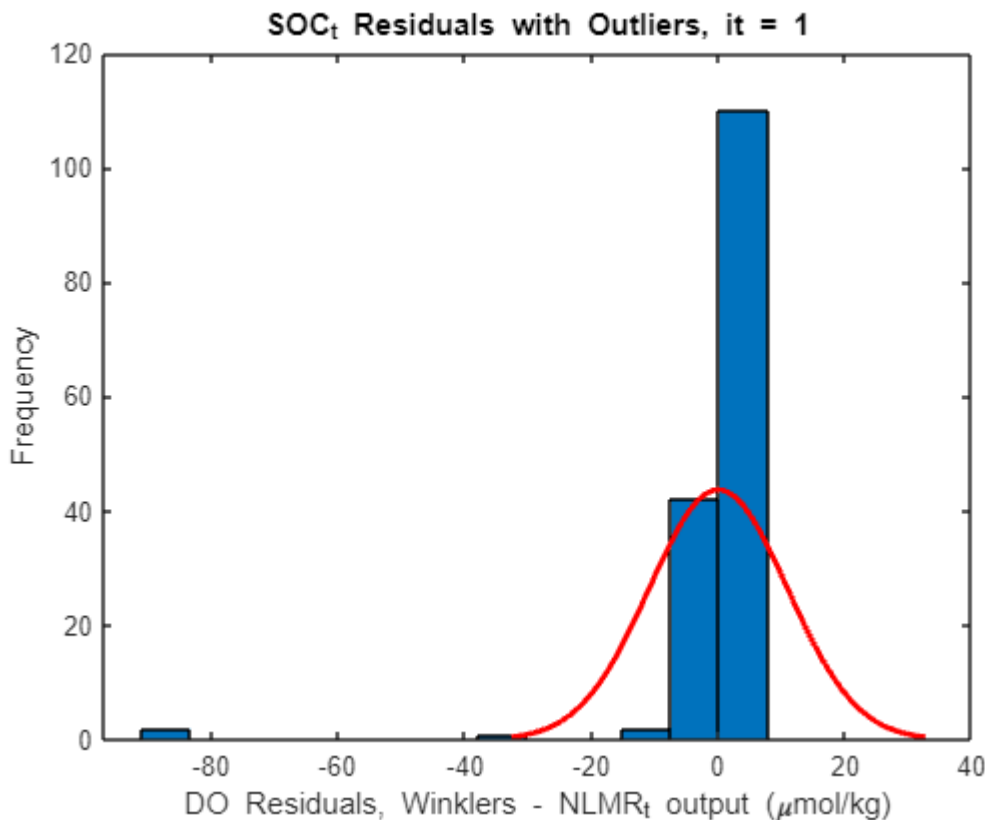 SOCt Residuals with Outliers, it = 1
120
100
80
60
40
20
0
Frequency
-80 -60 -40 -20 0 20 40
DO Residuals, Winklers - NLMRt output (μmol/kg)